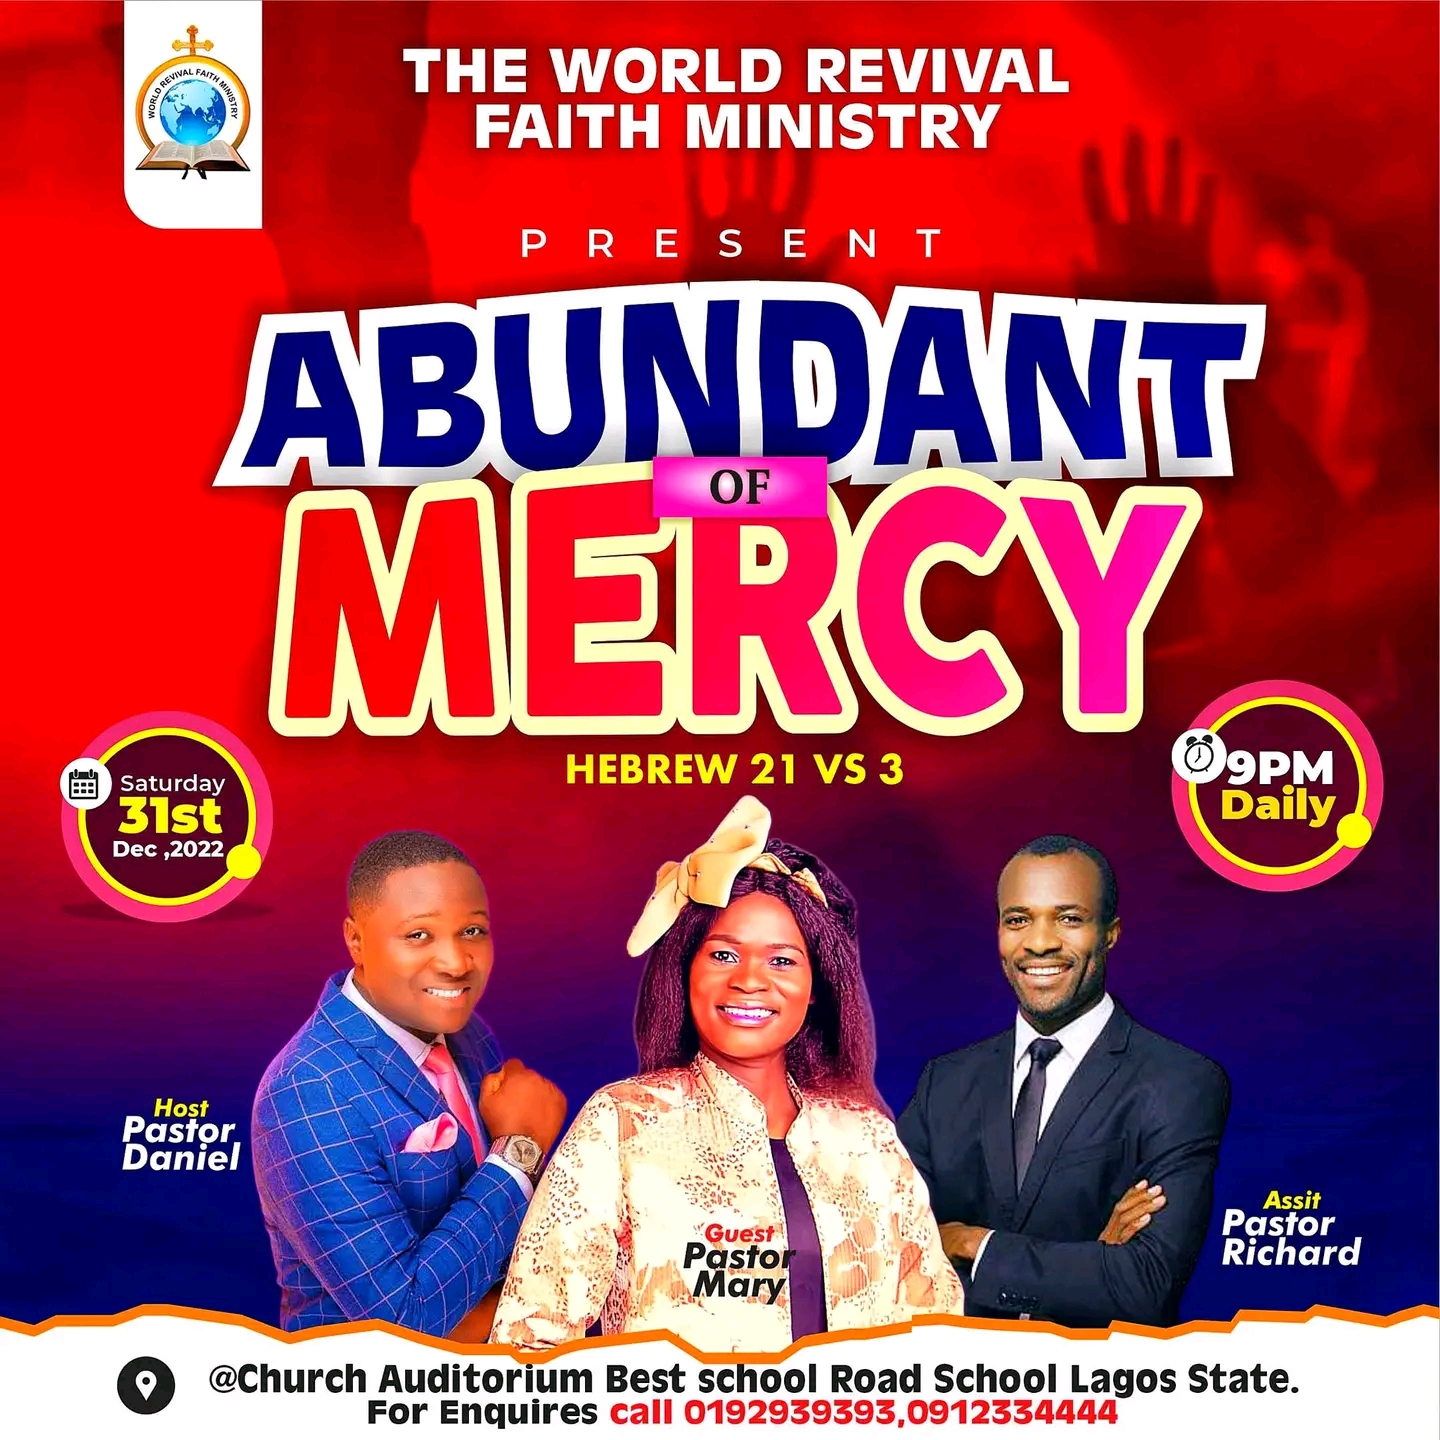 WORLD REVIVAL FAITH MINISTRY
THE WORLD REVIVAL
FAITH MINISTRY
PRESENT
ABUNDANT
OF
MERCY
HEBREW 21 VS 3
Saturday
31st
Dec ,2022
9PM
Daily
Host
Pastor
Daniel
Guest
Pastor
Mary
Assit
Pastor
Richard
@Church Auditorium Best school Road School Lagos State.
For Enquires call 0192939393,0912334444